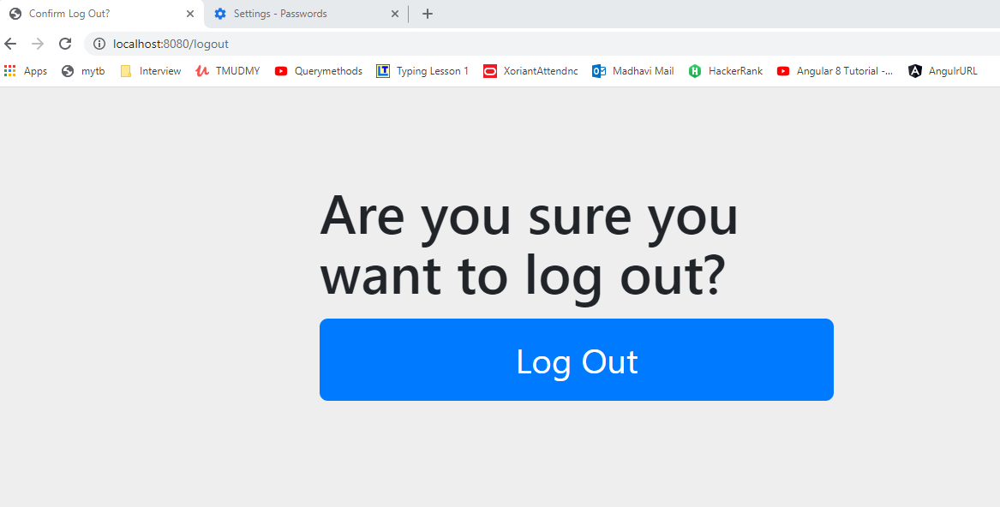 Confirm Log Out?
Settings - Passwords
localhost:8080/logout
Apps mytb Interview TMUDMY Querymethods LT Typing Lesson 1 XoriantAttendnc Madhavi Mail HackerRank Angular 8 Tutorial -... AngulrURL
Are you sure you
want to log out?
Log Out